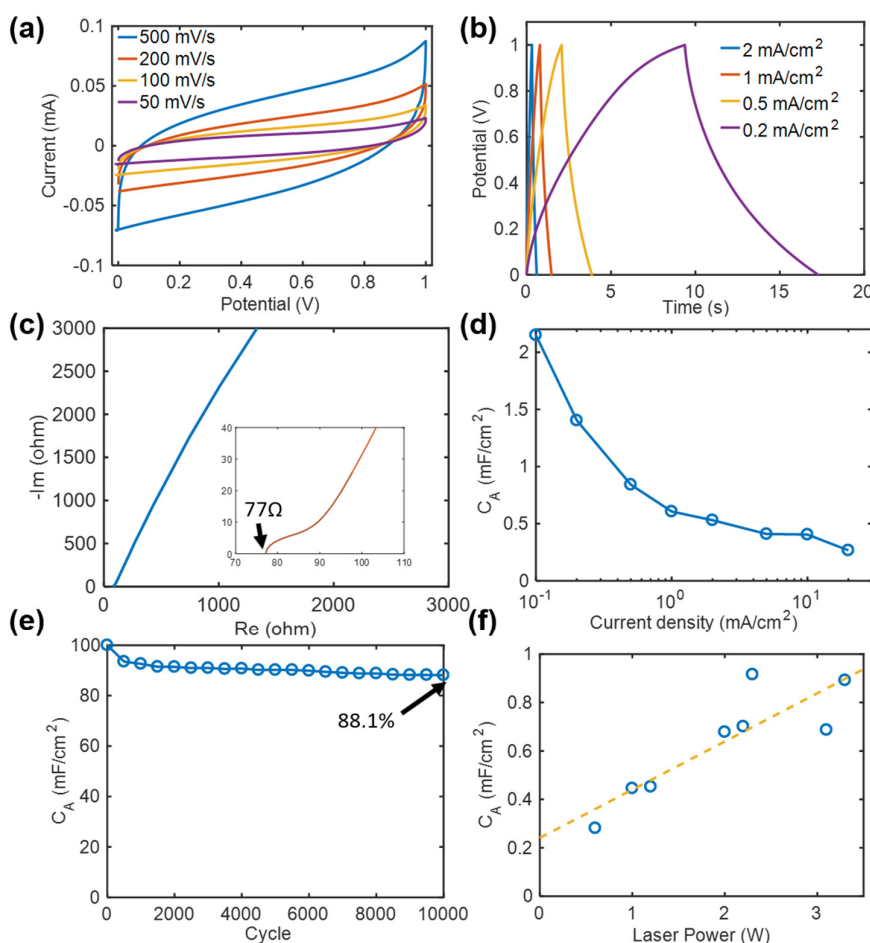 (a)
500 mV/s
200 mV/s
100 mV/s
50 mV/s
0.1
0.05
0
-0.05
-0.1
Current (mA)
0 0.2 0.4 0.6 0.8 1
Potential (V)
(b)
2 mA/cm²
1 mA/cm²
0.5 mA/cm²
0.2 mA/cm²
1
0.8
0.6
0.4
0.2
0
Potential (V)
0 5 10 15 20
Time (s)
(c)
3000
2500
2000
1500
1000
500
0
-Im (ohm)
77Ω
40
30
20
10
0
70 80 90 100 110
0 1000 2000 3000
Re (ohm)
(d)
2
1.5
1
0.5
0
C_A (mF/cm²)
10⁻¹ 10⁰ 10¹
Current density (mA/cm²)
(e)
100
80
60
40
20
0
C_A (mF/cm²)
88.1%
0 2000 4000 6000 8000 10000
Cycle
(f)
1
0.8
0.6
0.4
0.2
0
C_A (mF/cm²)
0 1 2 3
Laser Power (W)